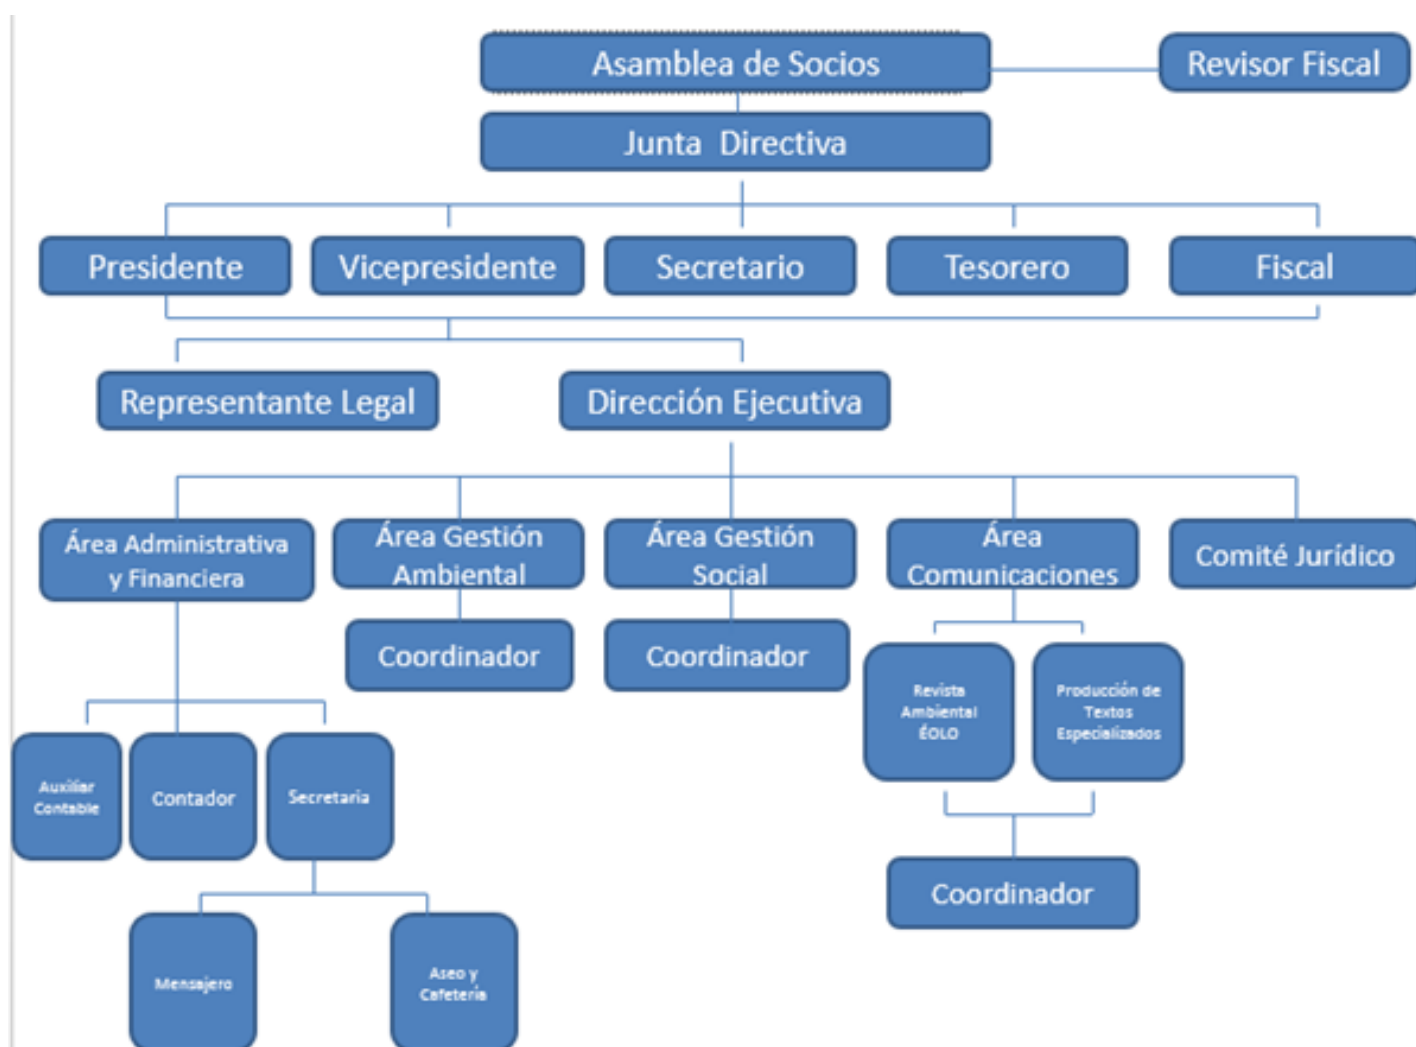 Asamblea de Socios
Revisor Fiscal
Junta Directiva
Presidente
Vicepresidente
Secretario
Tesorero
Fiscal
Representante Legal
Dirección Ejecutiva
Área Administrativa
y Financiera
Área Gestión
Ambiental
Área Gestión
Social
Área
Comunicaciones
Comité Jurídico
Coordinador
Coordinador
Revista
Ambiental
ÉOLO
Producción de
Textos
Especializados
Auxiliar
Contable
Contador
Secretaria
Coordinador
Mensajero
Aseo y
Cafetería